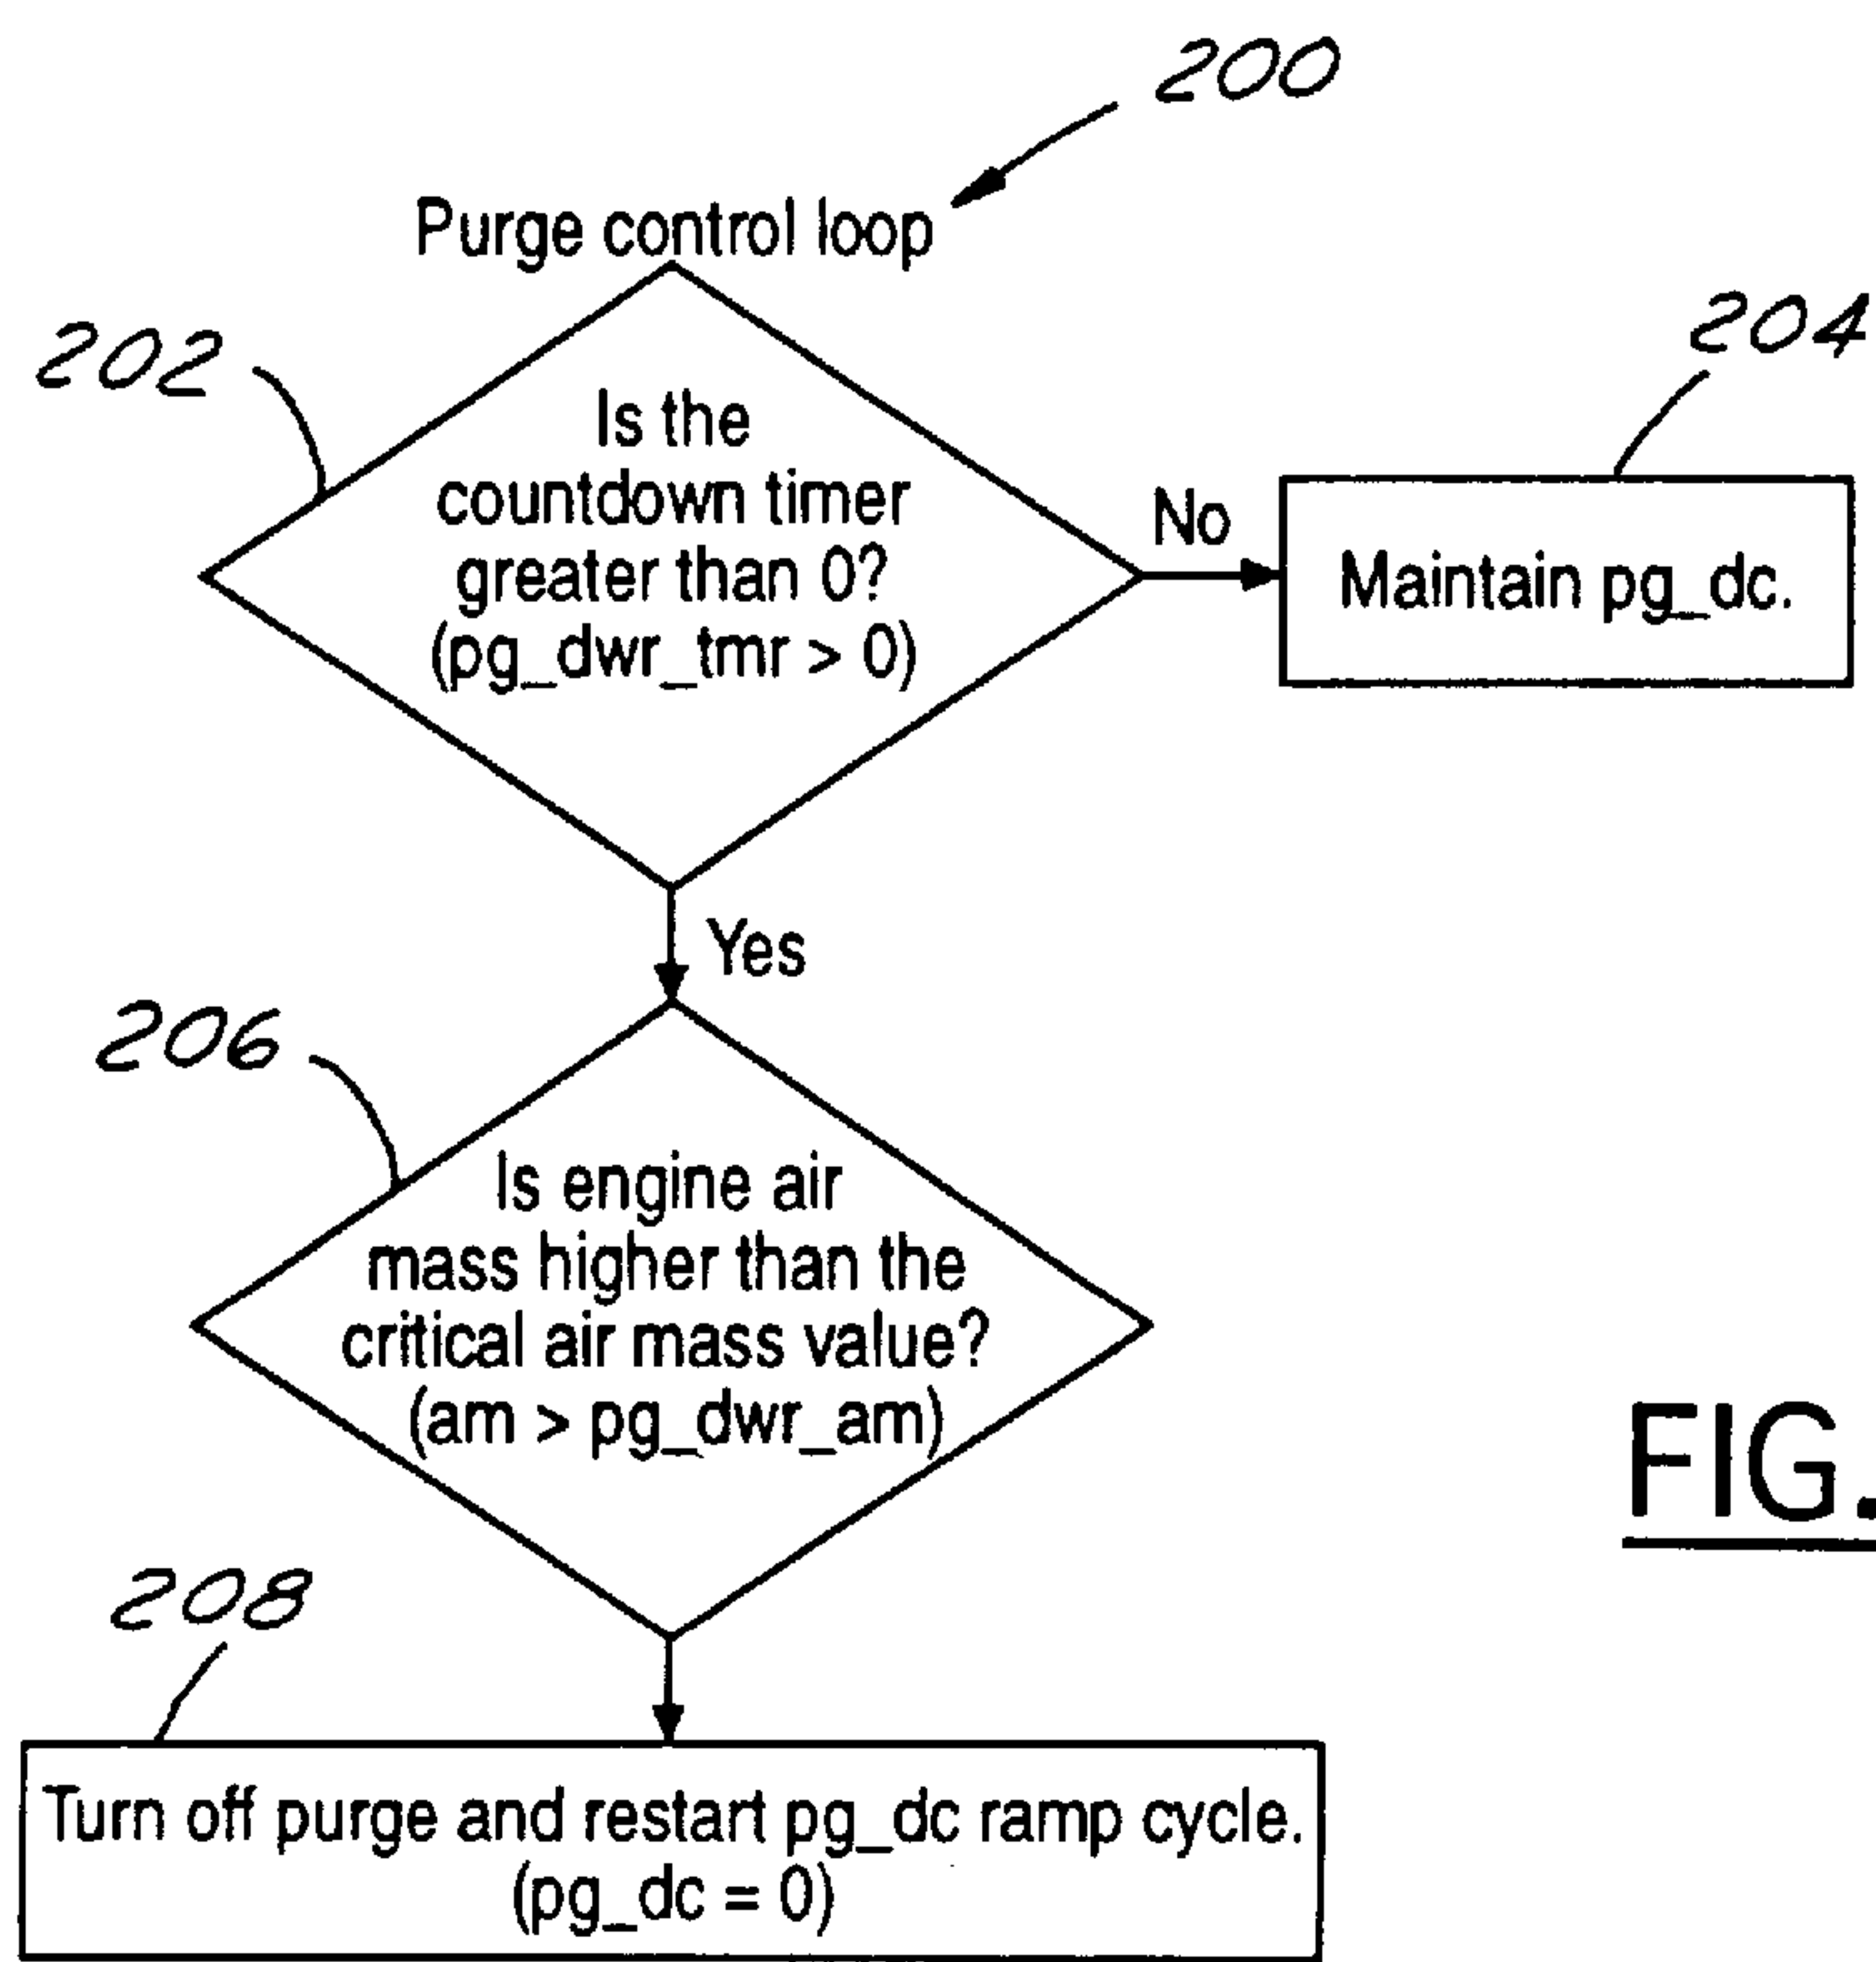 200
Purge control loop
202
Is the
countdown timer
greater than 0?
(pg_dwr_tmr > 0)
No
204
Maintain pg_dc.
Yes
206
Is engine air
mass higher than the
critical air mass value?
(am > pg_dwr_am)
FIG.
208
Turn off purge and restart pg_dc ramp cycle.
(pg_dc = 0)